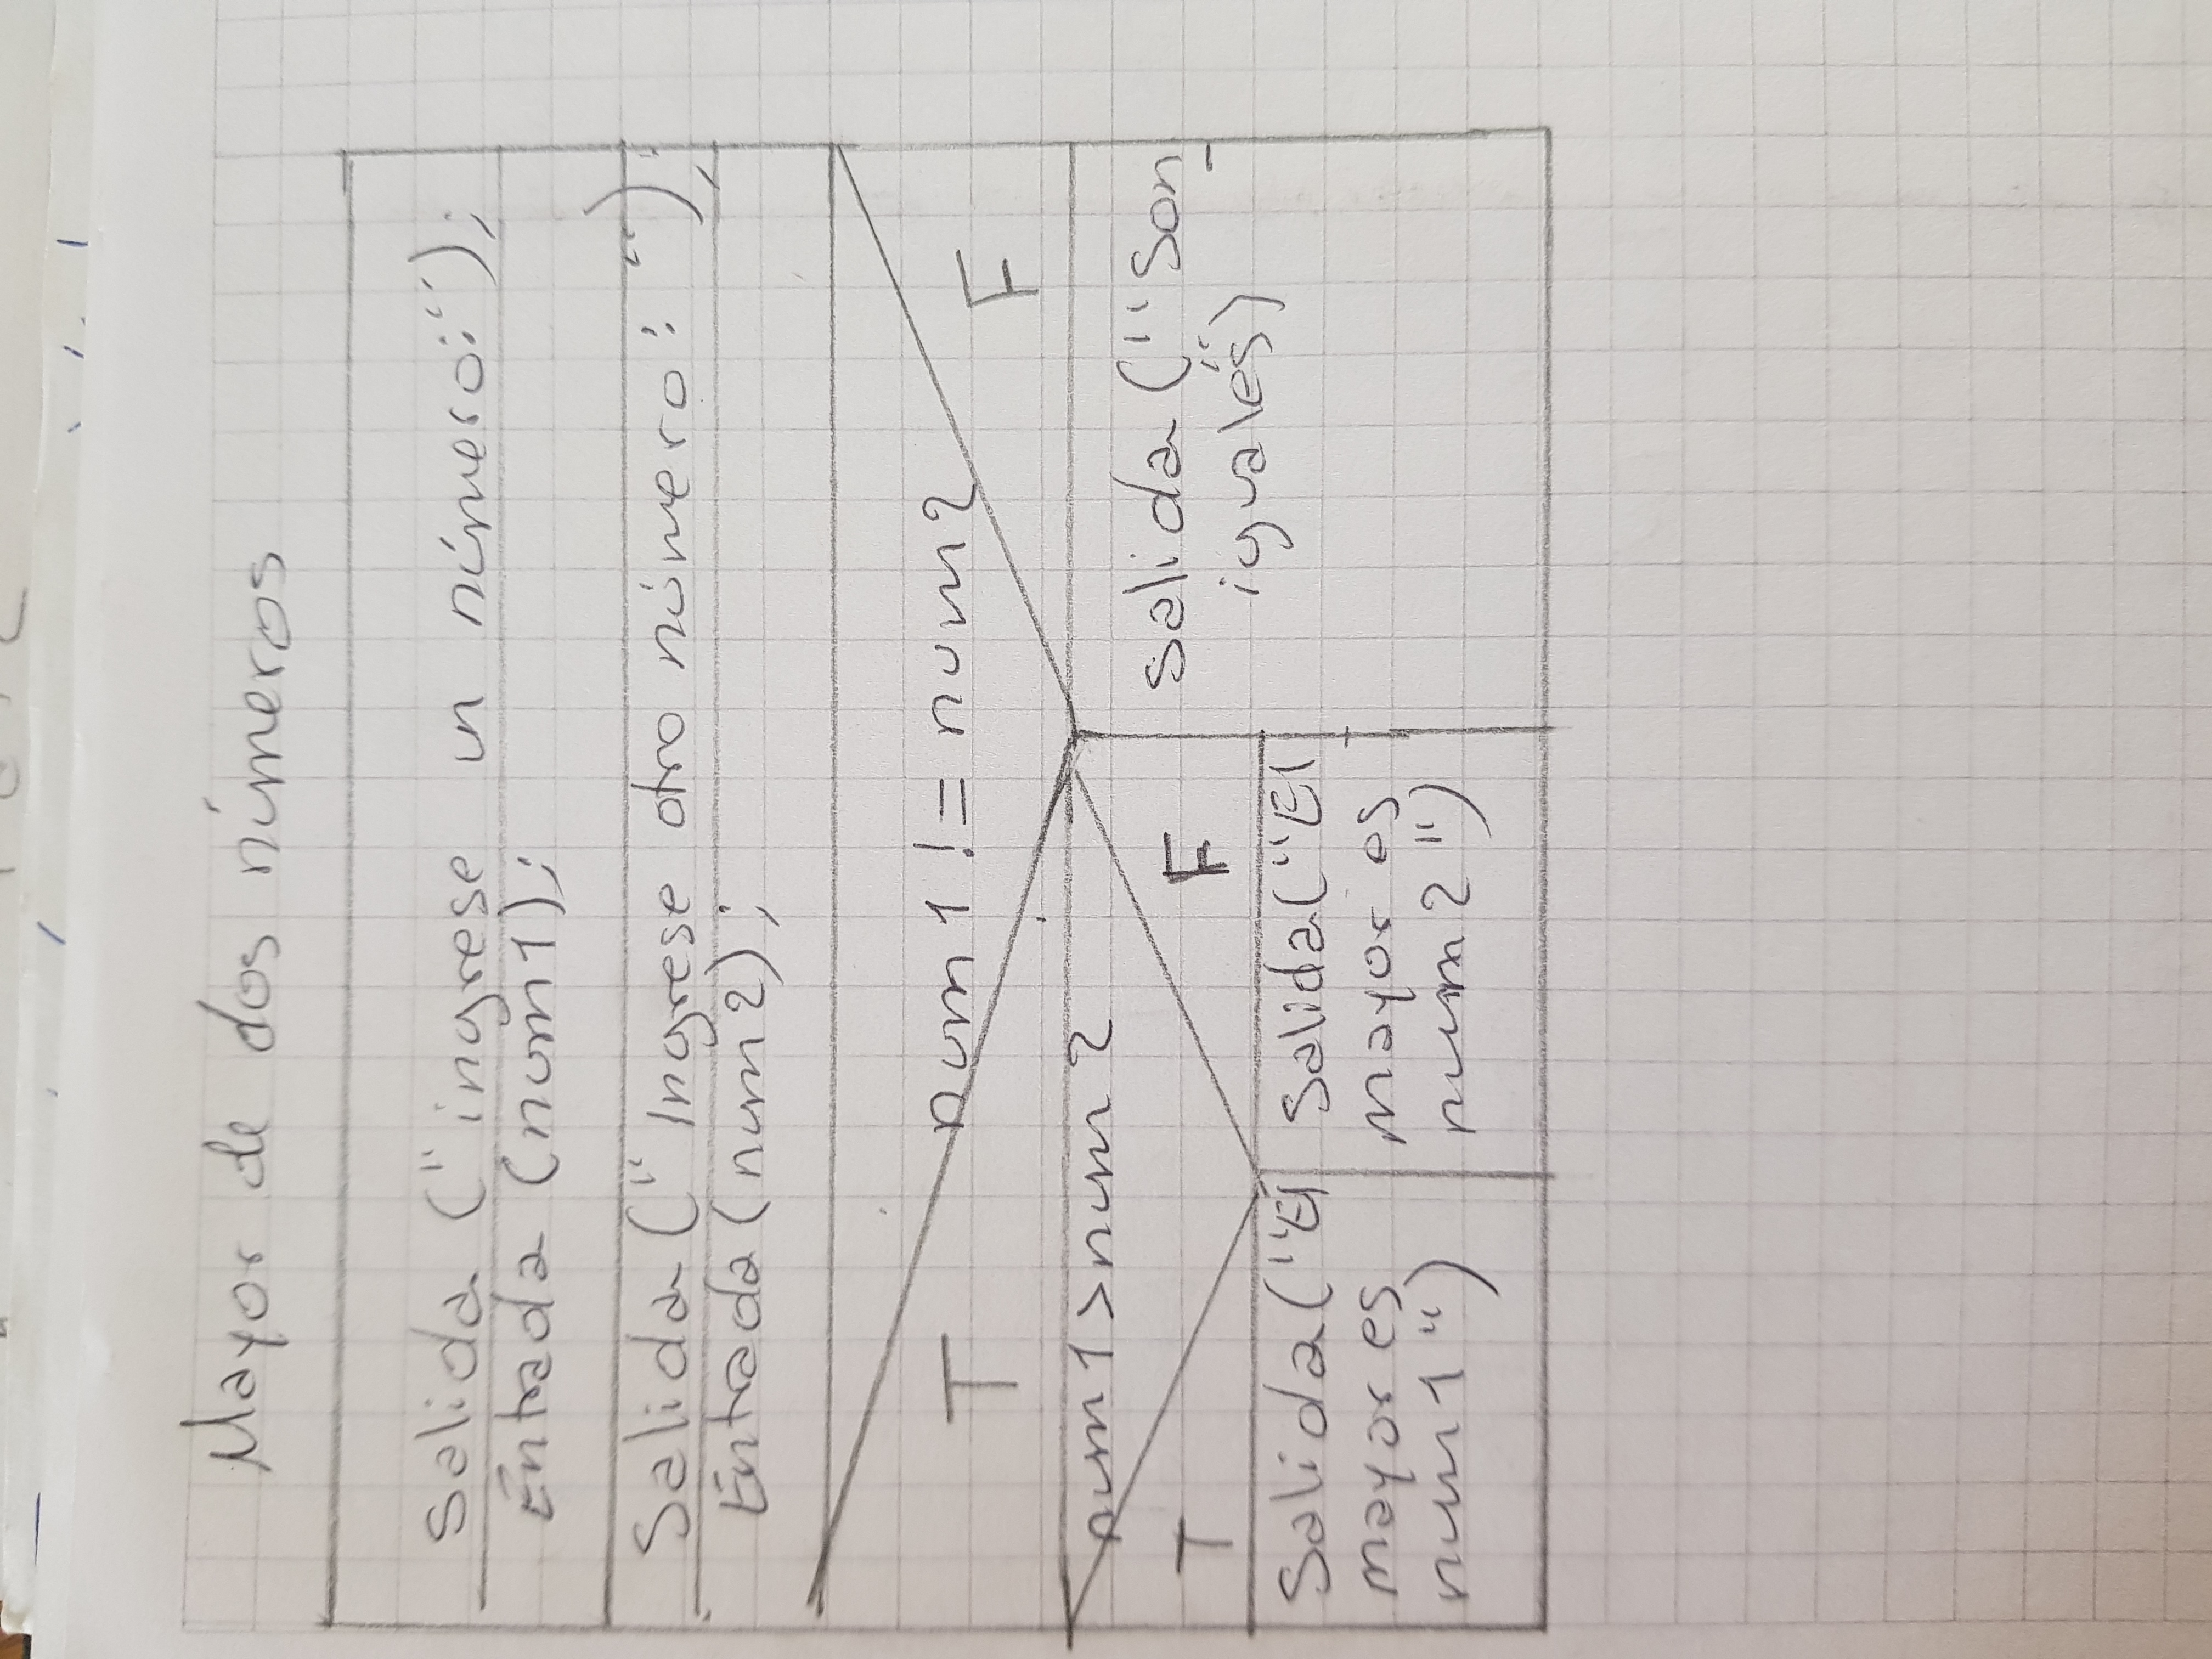 Mayor de dos números
Salida ("ingrese un número:");
Entrada (num1);
Salida ("Ingrese otro número: ");
Entrada (num2);
num1 != num2
T
F
num1>num2
T
F
Salida ("Son
iguales")
Salida ("El
mayor es
num1")
Salida("El
mayor es
num2")